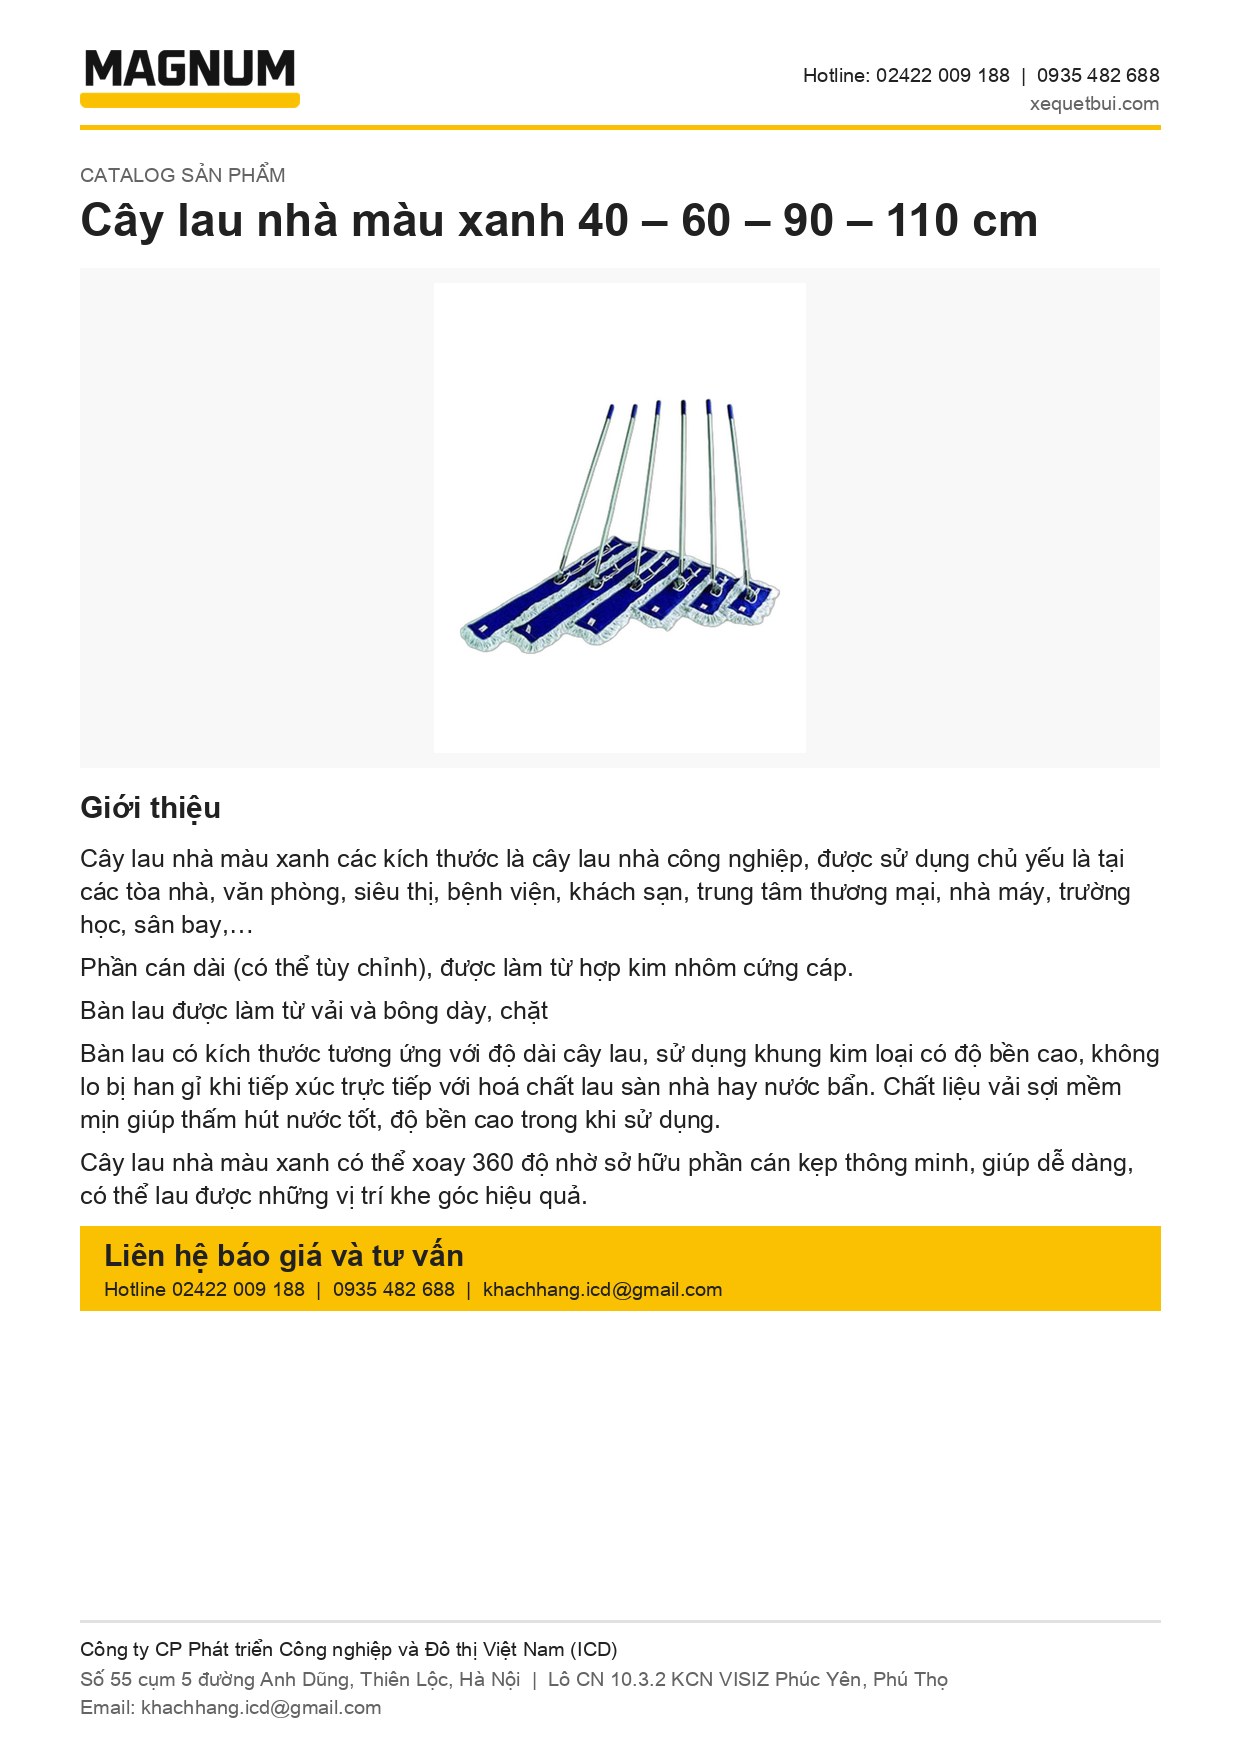 MAGNUM
Hotline: 02422 009 188 | 0935 482 688
xequetbui.com
CATALOG SẢN PHẨM
Cây lau nhà màu xanh 40 – 60 – 90 – 110 cm
Giới thiệu
Cây lau nhà màu xanh các kích thước là cây lau nhà công nghiệp, được sử dụng chủ yếu là tại
các tòa nhà, văn phòng, siêu thị, bệnh viện, khách sạn, trung tâm thương mại, nhà máy, trường
học, sân bay,…
Phần cán dài (có thể tùy chỉnh), được làm từ hợp kim nhôm cứng cáp.
Bàn lau được làm từ vải và bông dày, chặt
Bàn lau có kích thước tương ứng với độ dài cây lau, sử dụng khung kim loại có độ bền cao, không
lo bị han gỉ khi tiếp xúc trực tiếp với hoá chất lau sàn nhà hay nước bẩn. Chất liệu vải sợi mềm
mịn giúp thấm hút nước tốt, độ bền cao trong khi sử dụng.
Cây lau nhà màu xanh có thể xoay 360 độ nhờ sở hữu phần cán kẹp thông minh, giúp dễ dàng,
có thể lau được những vị trí khe góc hiệu quả.
Liên hệ báo giá và tư vấn
Hotline 02422 009 188 | 0935 482 688 | khachhang.icd@gmail.com
Công ty CP Phát triển Công nghiệp và Đô thị Việt Nam (ICD)
Số 55 cụm 5 đường Anh Dũng, Thiên Lộc, Hà Nội | Lô CN 10.3.2 KCN VISIZ Phúc Yên, Phú Thọ
Email: khachhang.icd@gmail.com